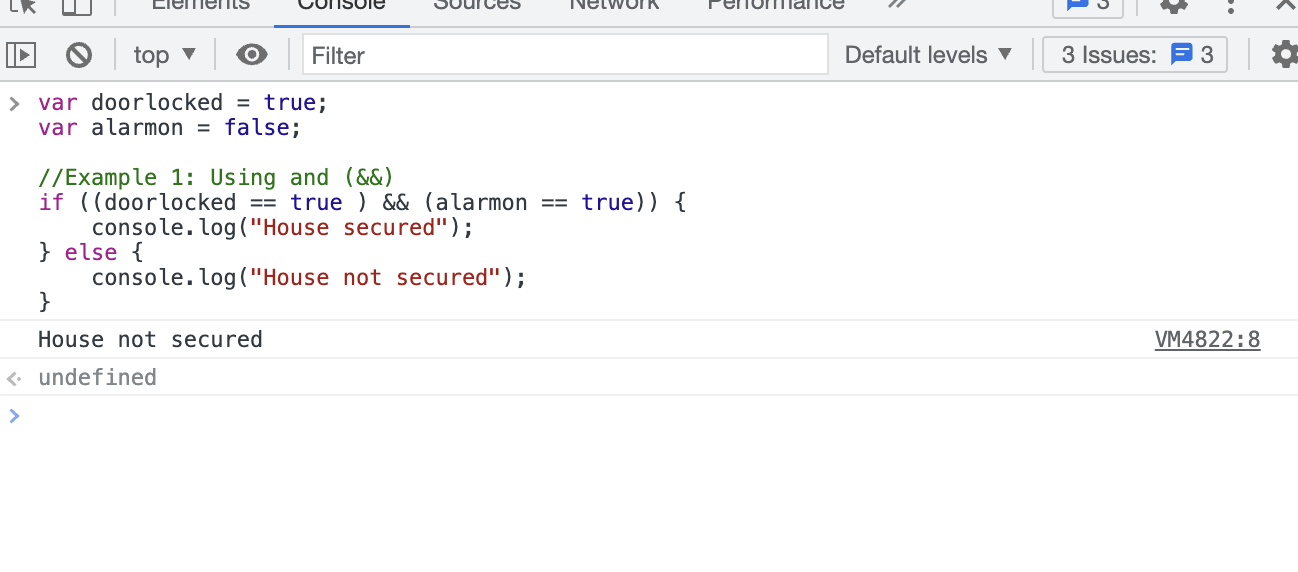 Elements Console Sources Network Performance 3
top Filter Default levels 3 Issues: 3
var doorlocked = true;
var alarmon = false;
//Example 1: Using and (&&)
if ((doorlocked == true ) && (alarmon == true)) {
    console.log("House secured");
} else {
    console.log("House not secured");
}
House not secured VM4822:8
undefined